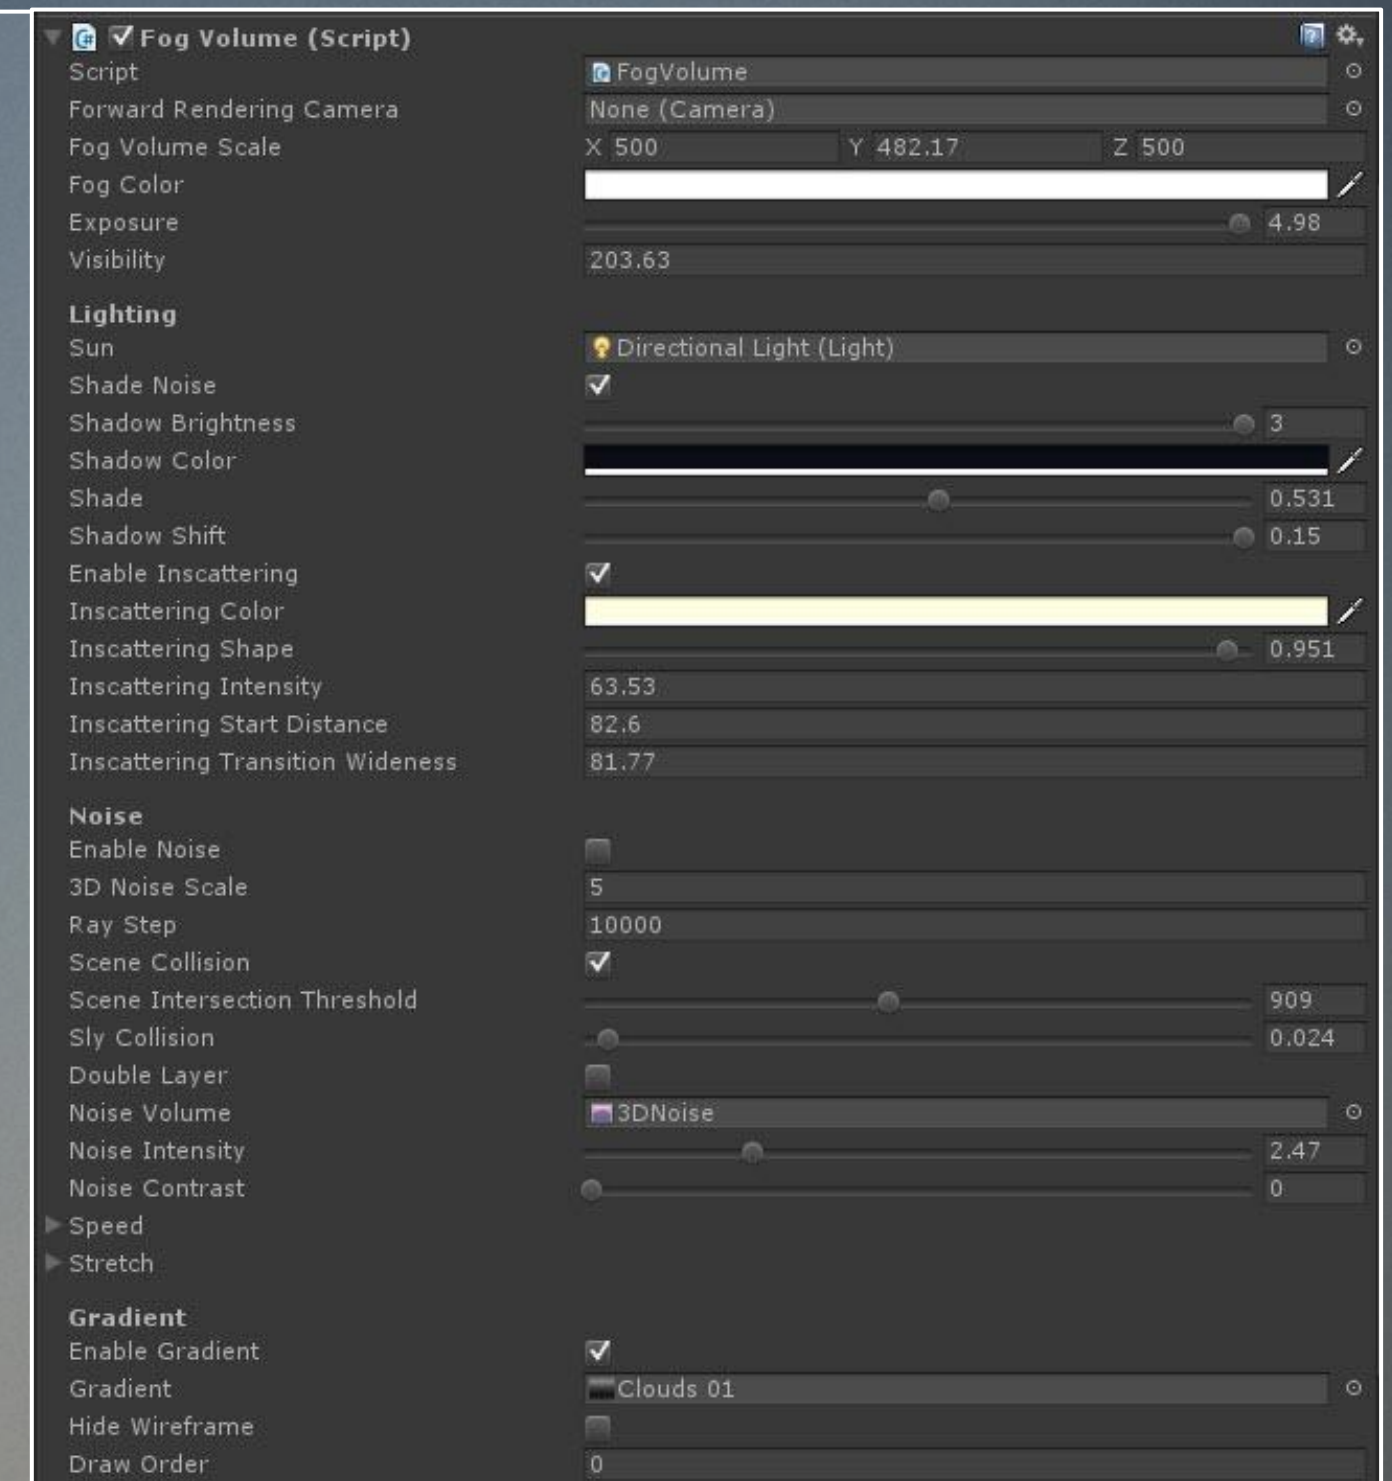 Fog Volume (Script)
Script FogVolume
Forward Rendering Camera None (Camera)
Fog Volume Scale X 500 Y 482.17 Z 500
Fog Color
Exposure 4.98
Visibility 203.63
Lighting
Sun Directional Light (Light)
Shade Noise
Shadow Brightness 3
Shadow Color
Shade 0.531
Shadow Shift 0.15
Enable Inscattering
Inscattering Color
Inscattering Shape 0.951
Inscattering Intensity 63.53
Inscattering Start Distance 82.6
Inscattering Transition Wideness 81.77
Noise
Enable Noise
3D Noise Scale 5
Ray Step 10000
Scene Collision
Scene Intersection Threshold 909
Sly Collision 0.024
Double Layer
Noise Volume 3DNoise
Noise Intensity 2.47
Noise Contrast 0
Speed
Stretch
Gradient
Enable Gradient
Gradient Clouds 01
Hide Wireframe
Draw Order 0